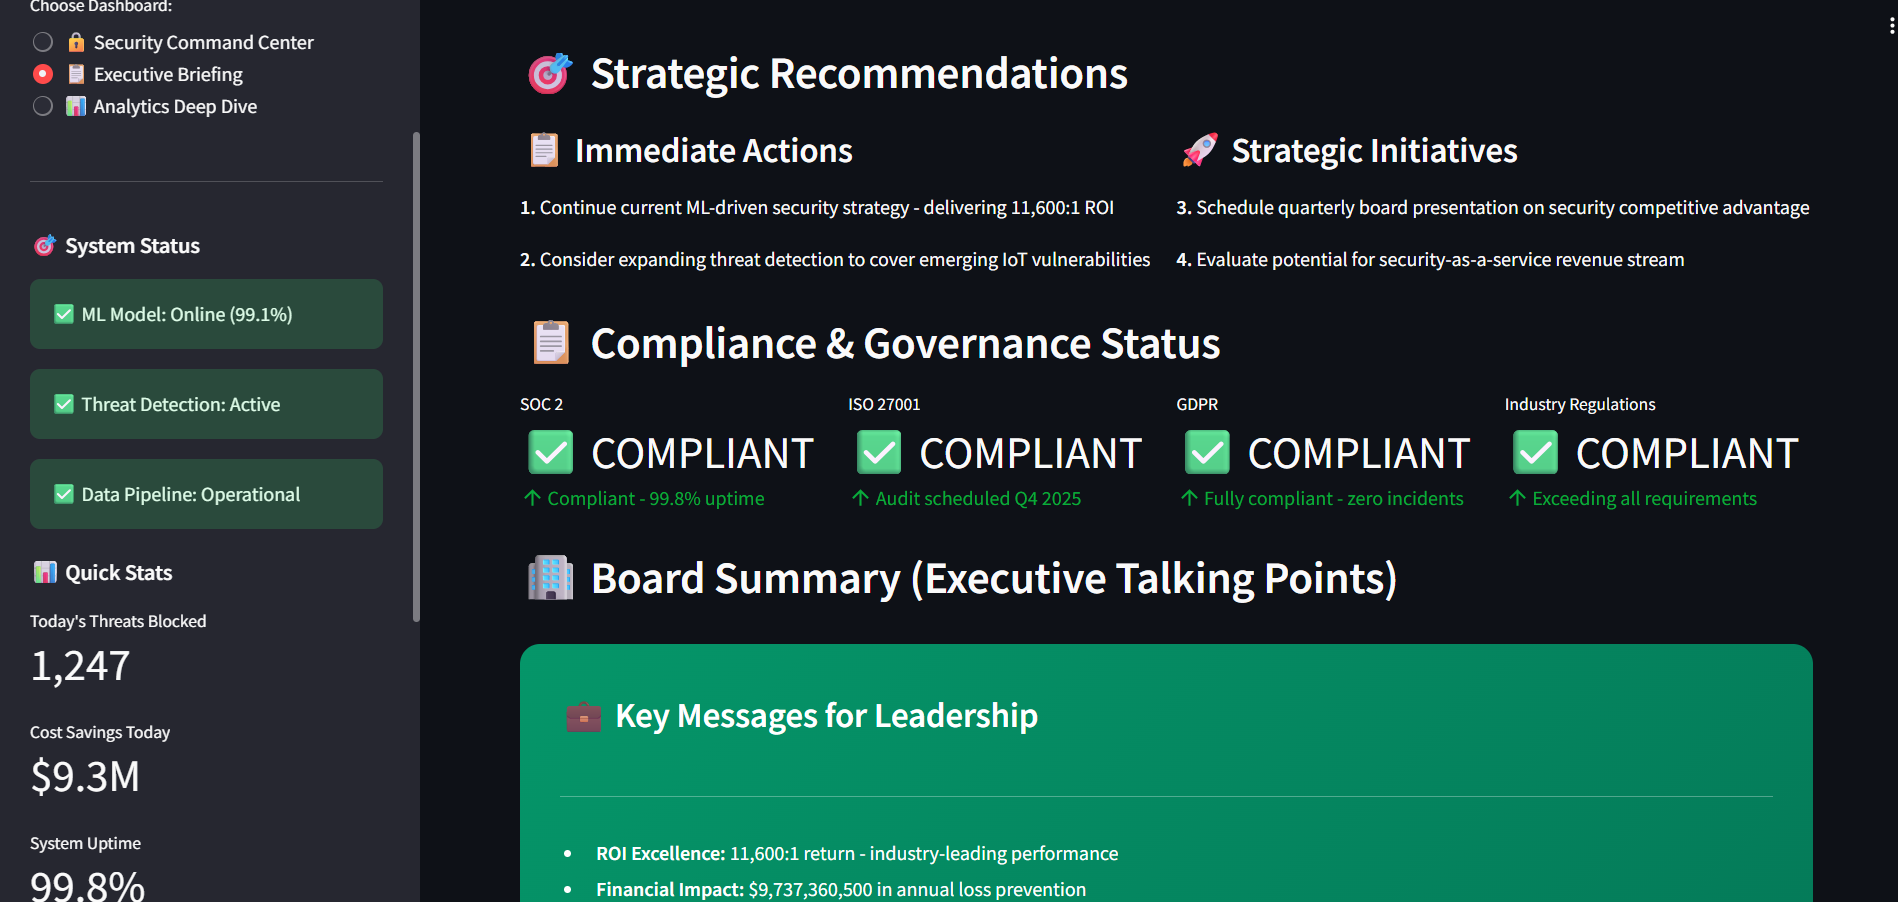 Choose Dashboard:
Security Command Center
Executive Briefing
Analytics Deep Dive
System Status
ML Model: Online (99.1%)
Threat Detection: Active
Data Pipeline: Operational
Quick Stats
Today's Threats Blocked
1,247
Cost Savings Today
$9.3M
System Uptime
99.8%
Strategic Recommendations
Immediate Actions
1. Continue current ML-driven security strategy - delivering 11,600:1 ROI
2. Consider expanding threat detection to cover emerging IoT vulnerabilities
Strategic Initiatives
3. Schedule quarterly board presentation on security competitive advantage
4. Evaluate potential for security-as-a-service revenue stream
Compliance & Governance Status
SOC 2
COMPLIANT
↑ Compliant - 99.8% uptime
ISO 27001
COMPLIANT
↑ Audit scheduled Q4 2025
GDPR
COMPLIANT
↑ Fully compliant - zero incidents
Industry Regulations
COMPLIANT
↑ Exceeding all requirements
Board Summary (Executive Talking Points)
Key Messages for Leadership
• ROI Excellence: 11,600:1 return - industry-leading performance
• Financial Impact: $9,737,360,500 in annual loss prevention